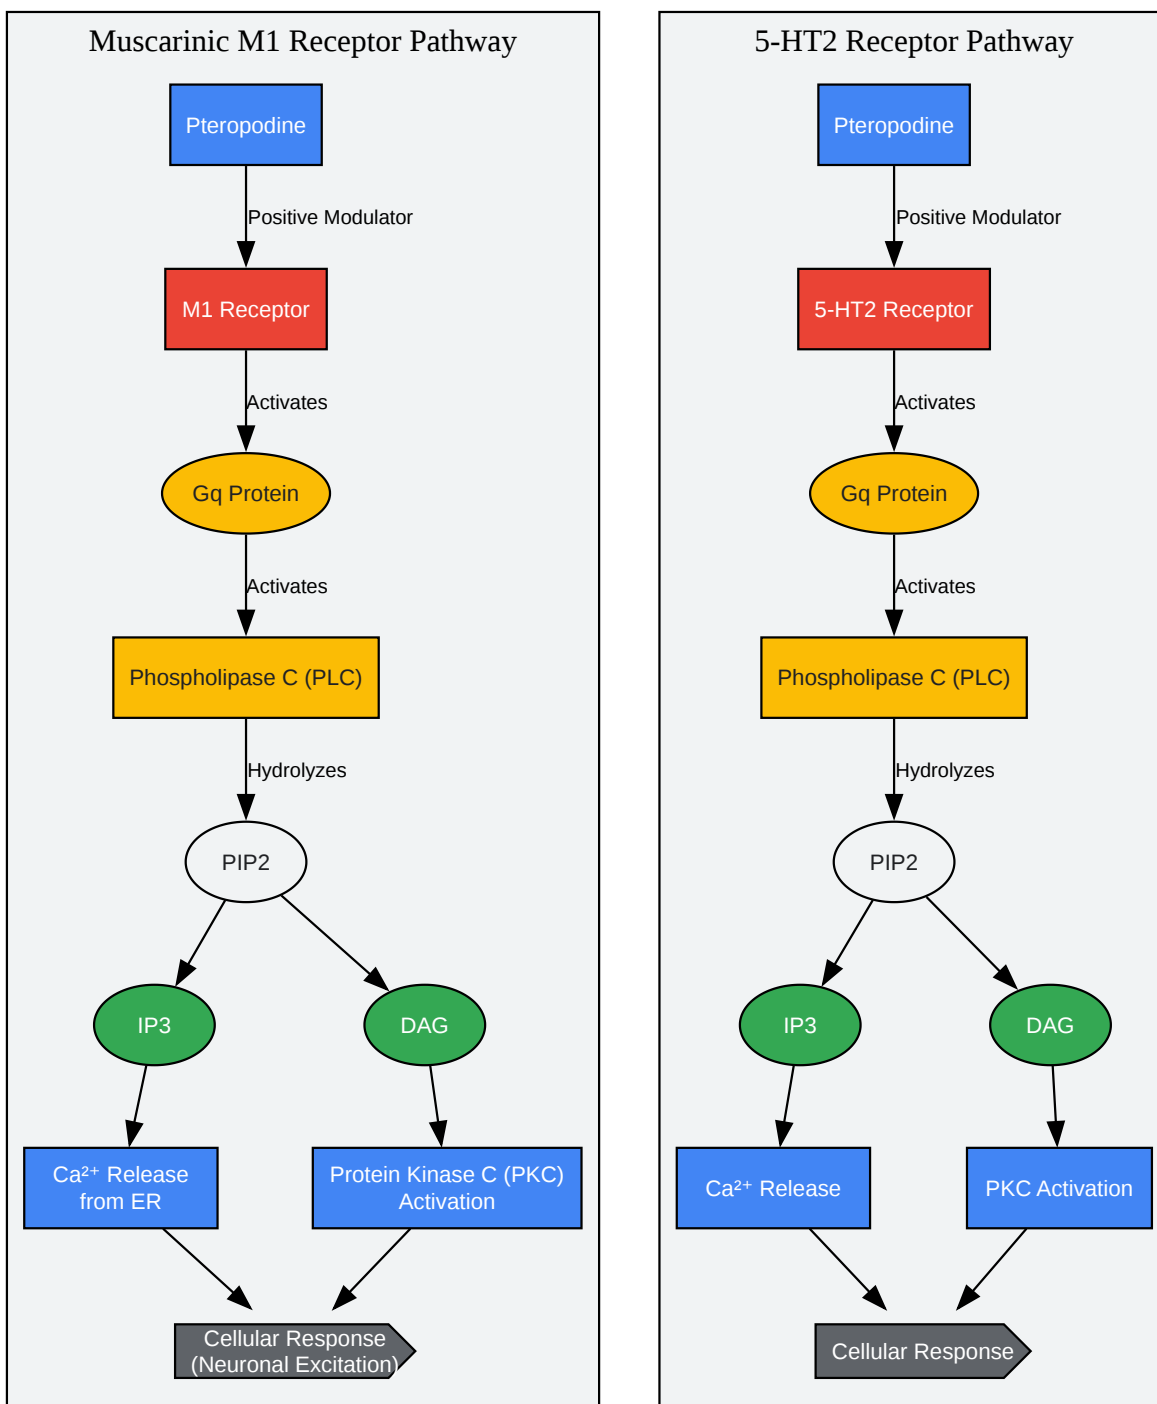 Muscarinic M1 Receptor Pathway
Pteropodine
Positive Modulator
M1 Receptor
Activates
Gq Protein
Activates
Phospholipase C (PLC)
Hydrolyzes
PIP2
IP3
DAG
Ca²⁺ Release
from ER
Protein Kinase C (PKC)
Activation
Cellular Response
(Neuronal Excitation)
5-HT2 Receptor Pathway
Pteropodine
Positive Modulator
5-HT2 Receptor
Activates
Gq Protein
Activates
Phospholipase C (PLC)
Hydrolyzes
PIP2
IP3
DAG
Ca²⁺ Release
PKC Activation
Cellular Response